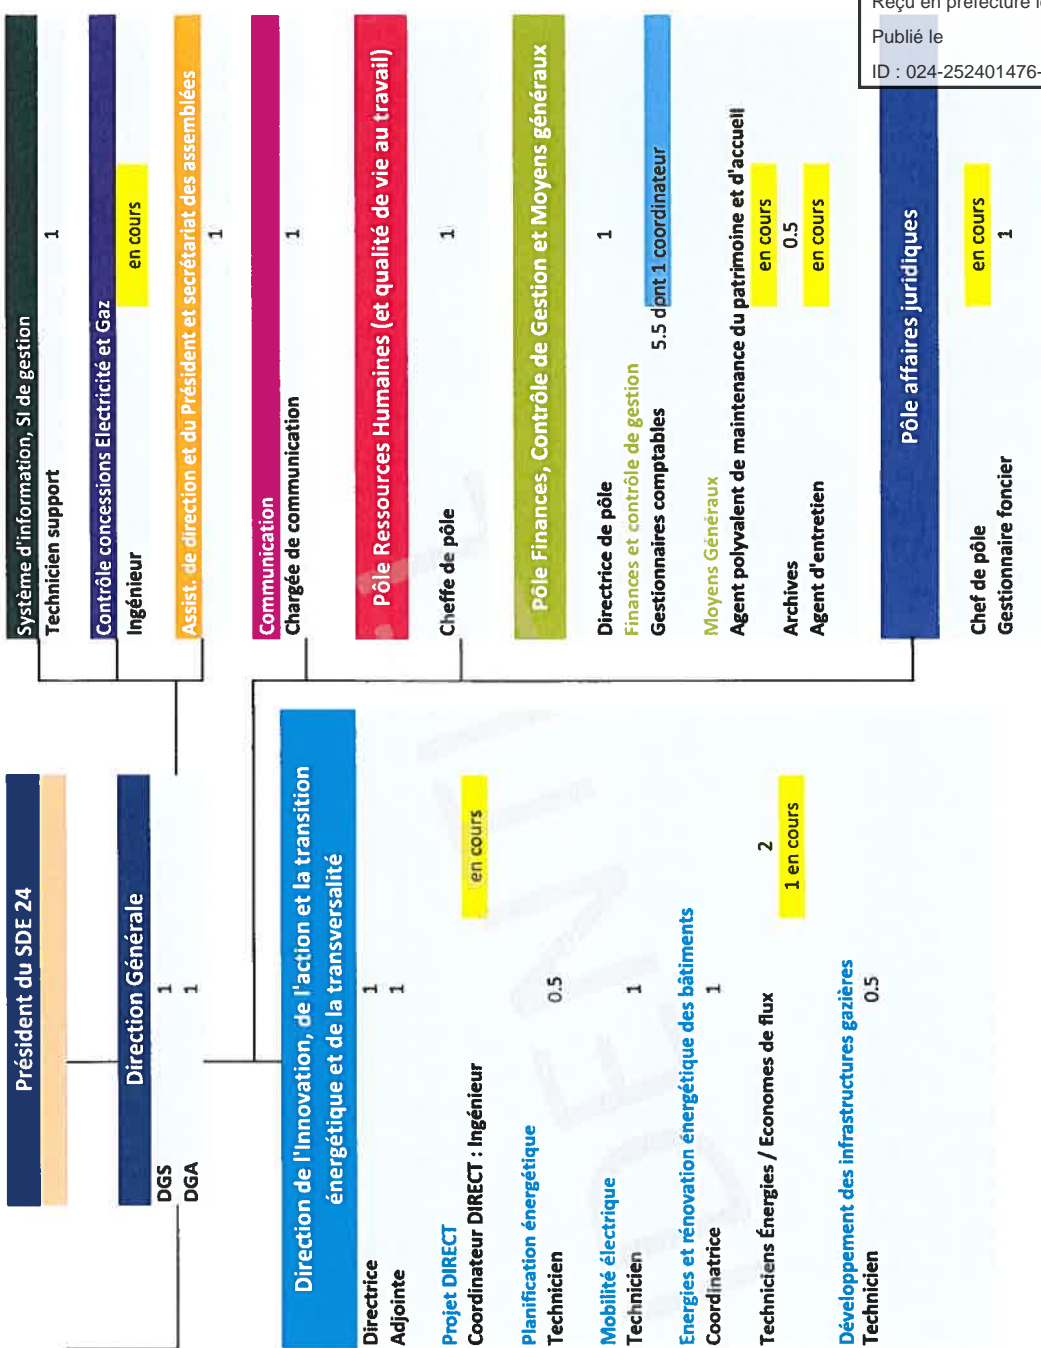 Reçu en préfecture l
Publié le
ID : 024-252401476-
Président du SDE 24
Direction Générale
DGS 1
DGA 1
Direction de l'Innovation, de l'action et la transition
énergétique et de la transversalité
Directrice 1
Adjointe 1
Projet DIRECT
Coordinateur DIRECT : Ingénieur en cours
Planification énergétique
Technicien 0.5
Mobilité électrique
Technicien 1
Energies et rénovation énergétique des bâtiments
Coordinatrice 1
Techniciens Énergies / Economes de flux 2
1 en cours
Développement des infrastructures gazières
Technicien 0.5
Système d'information, SI de gestion
Technicien support 1
Contrôle concessions Electricité et Gaz
Ingénieur en cours
Assist. de direction et du Président et secrétariat des assemblées
1
Communication
Chargée de communication 1
Pôle Ressources Humaines (et qualité de vie au travail)
Cheffe de pôle 1
Pôle Finances, Contrôle de Gestion et Moyens généraux
Directrice de pôle 1
Finances et contrôle de gestion
Gestionnaires comptables 5.5 dont 1 coordinateur
Moyens Généraux
Agent polyvalent de maintenance du patrimoine et d'accueil
en cours
Archives 0.5
Agent d'entretien en cours
Pôle affaires juridiques
Chef de pôle en cours
Gestionnaire foncier 1